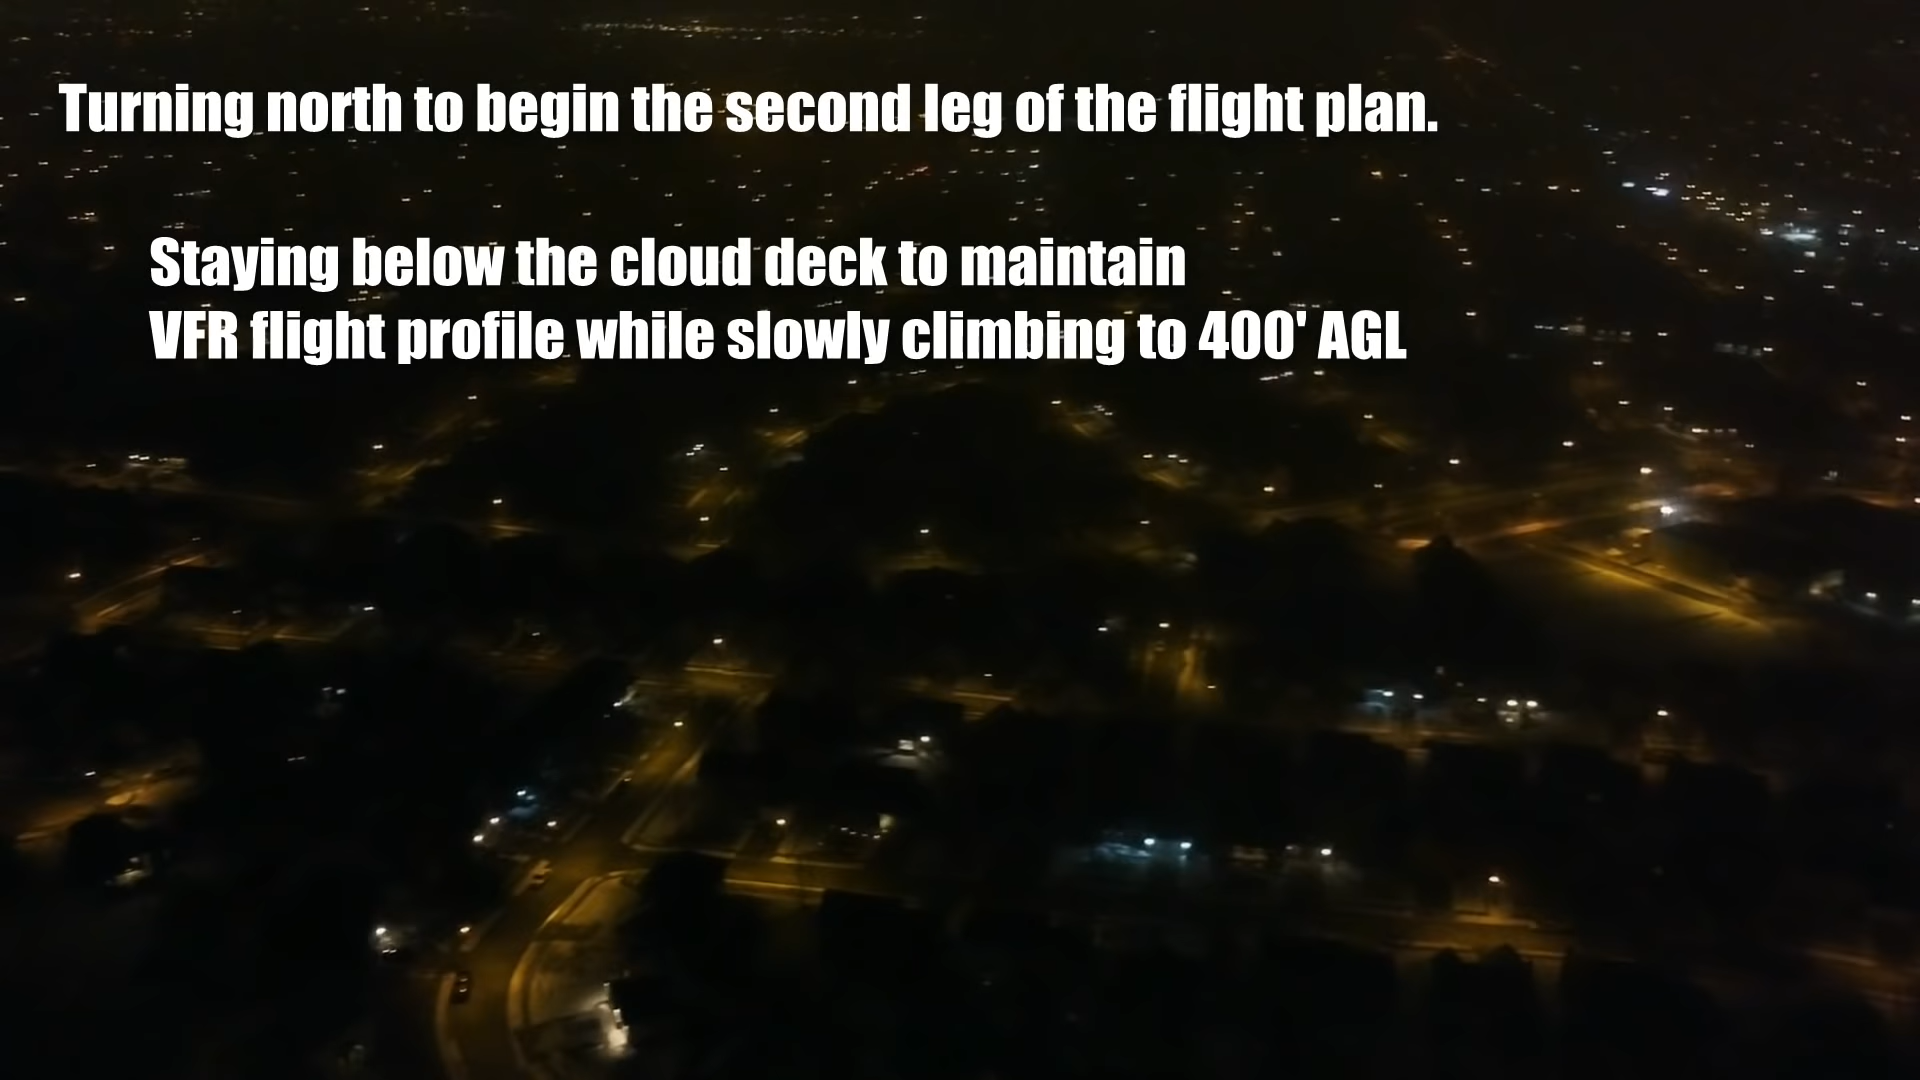 Turning north to begin the second leg of the flight plan.
Staying below the cloud deck to maintain
VFR flight profile while slowly climbing to 400' AGL